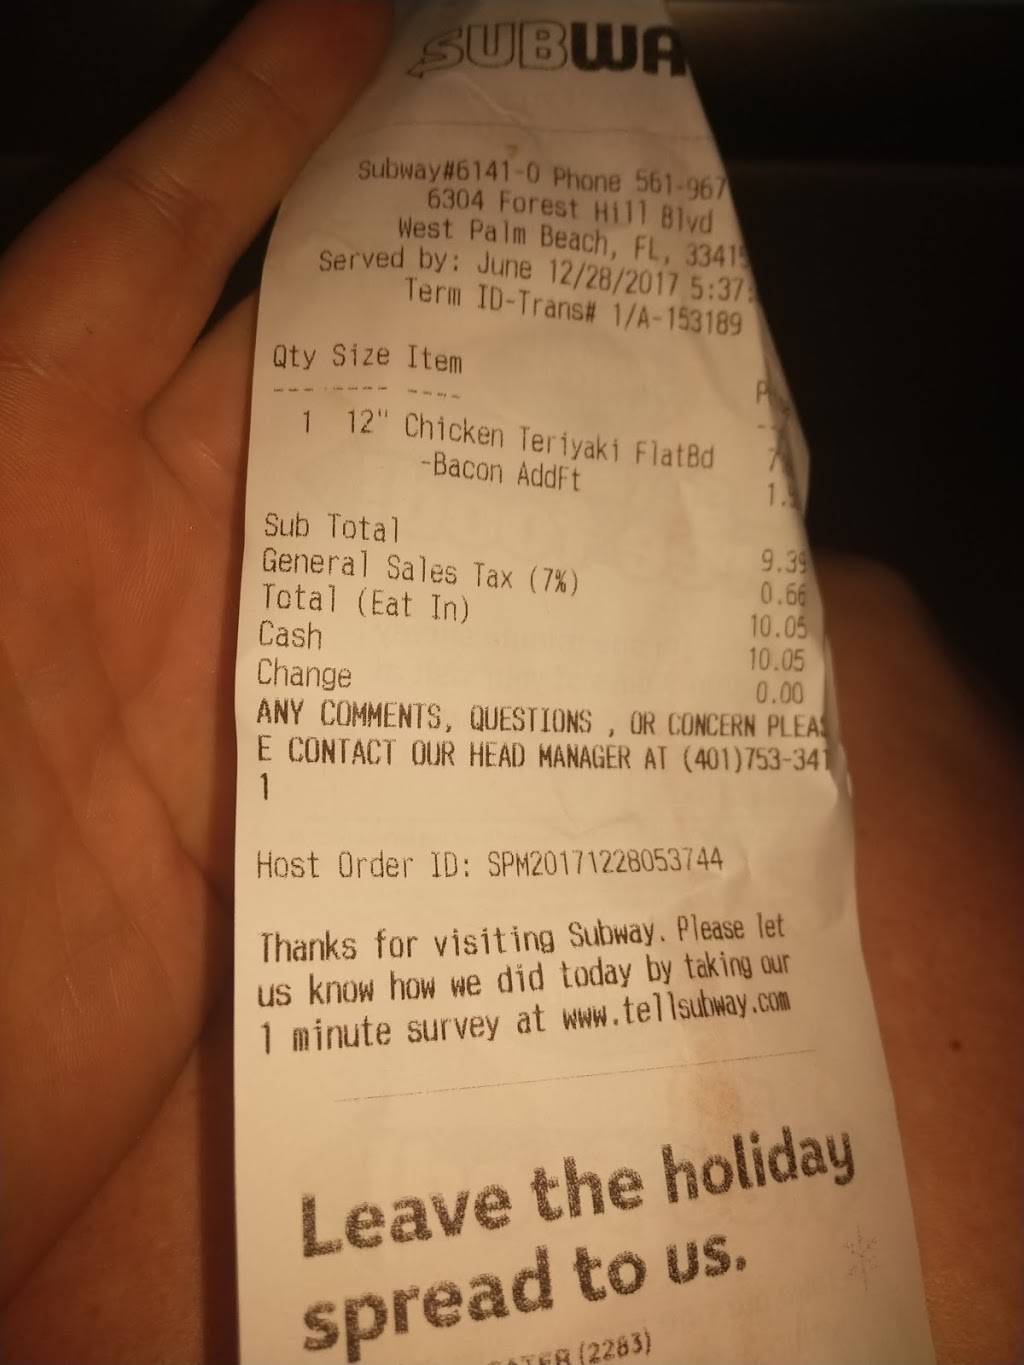 SUBWA
Subway#6141-0 Phone 561-967
6304 Forest Hill Blvd
West Palm Beach, FL, 33415
Served by: June 12/28/2017 5:37:
Term ID-Trans# 1/A-153189
Qty Size Item
1 12" Chicken Teriyaki FlatBd
-Bacon AddFt
Sub Total 9.39
General Sales Tax (7%) 0.66
Total (Eat In) 10.05
Cash 10.05
Change 0.00
ANY COMMENTS, QUESTIONS , OR CONCERN PLEAS
E CONTACT OUR HEAD MANAGER AT (401)753-341
1
Host Order ID: SPM20171228053744
Thanks for visiting Subway. Please let
us know how we did today by taking our
1 minute survey at www.tellsubway.com
Leave the holiday
spread to us.
(2283)